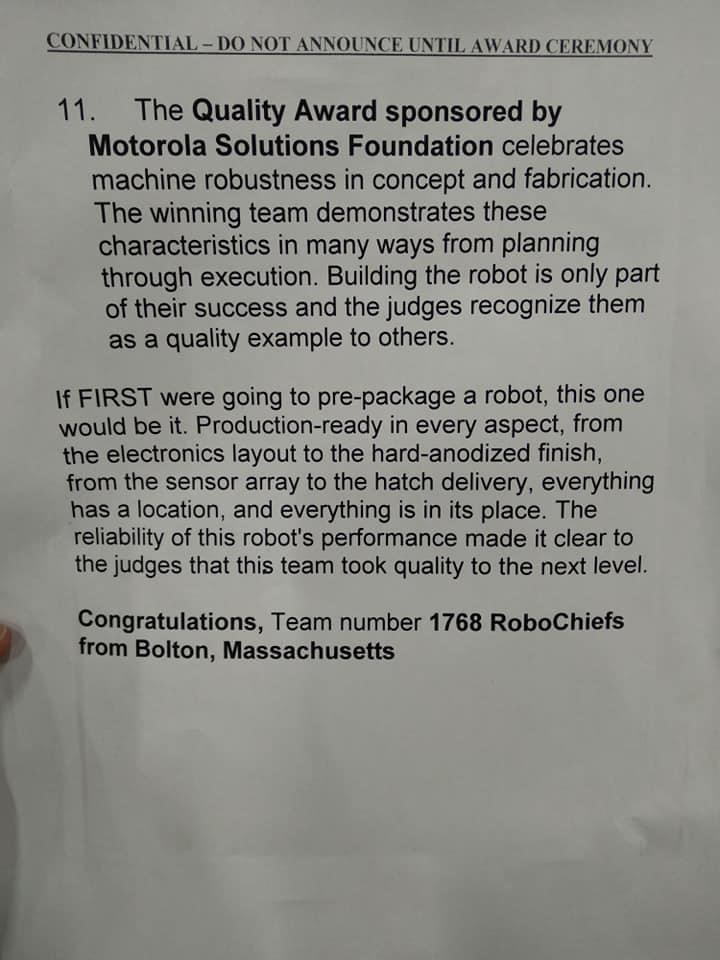 CONFIDENTIAL – DO NOT ANNOUNCE UNTIL AWARD CEREMONY
11. The Quality Award sponsored by
Motorola Solutions Foundation celebrates
machine robustness in concept and fabrication.
The winning team demonstrates these
characteristics in many ways from planning
through execution. Building the robot is only part
of their success and the judges recognize them
as a quality example to others.
If FIRST were going to pre-package a robot, this one
would be it. Production-ready in every aspect, from
the electronics layout to the hard-anodized finish,
from the sensor array to the hatch delivery, everything
has a location, and everything is in its place. The
reliability of this robot's performance made it clear to
the judges that this team took quality to the next level.
Congratulations, Team number 1768 RoboChiefs
from Bolton, Massachusetts